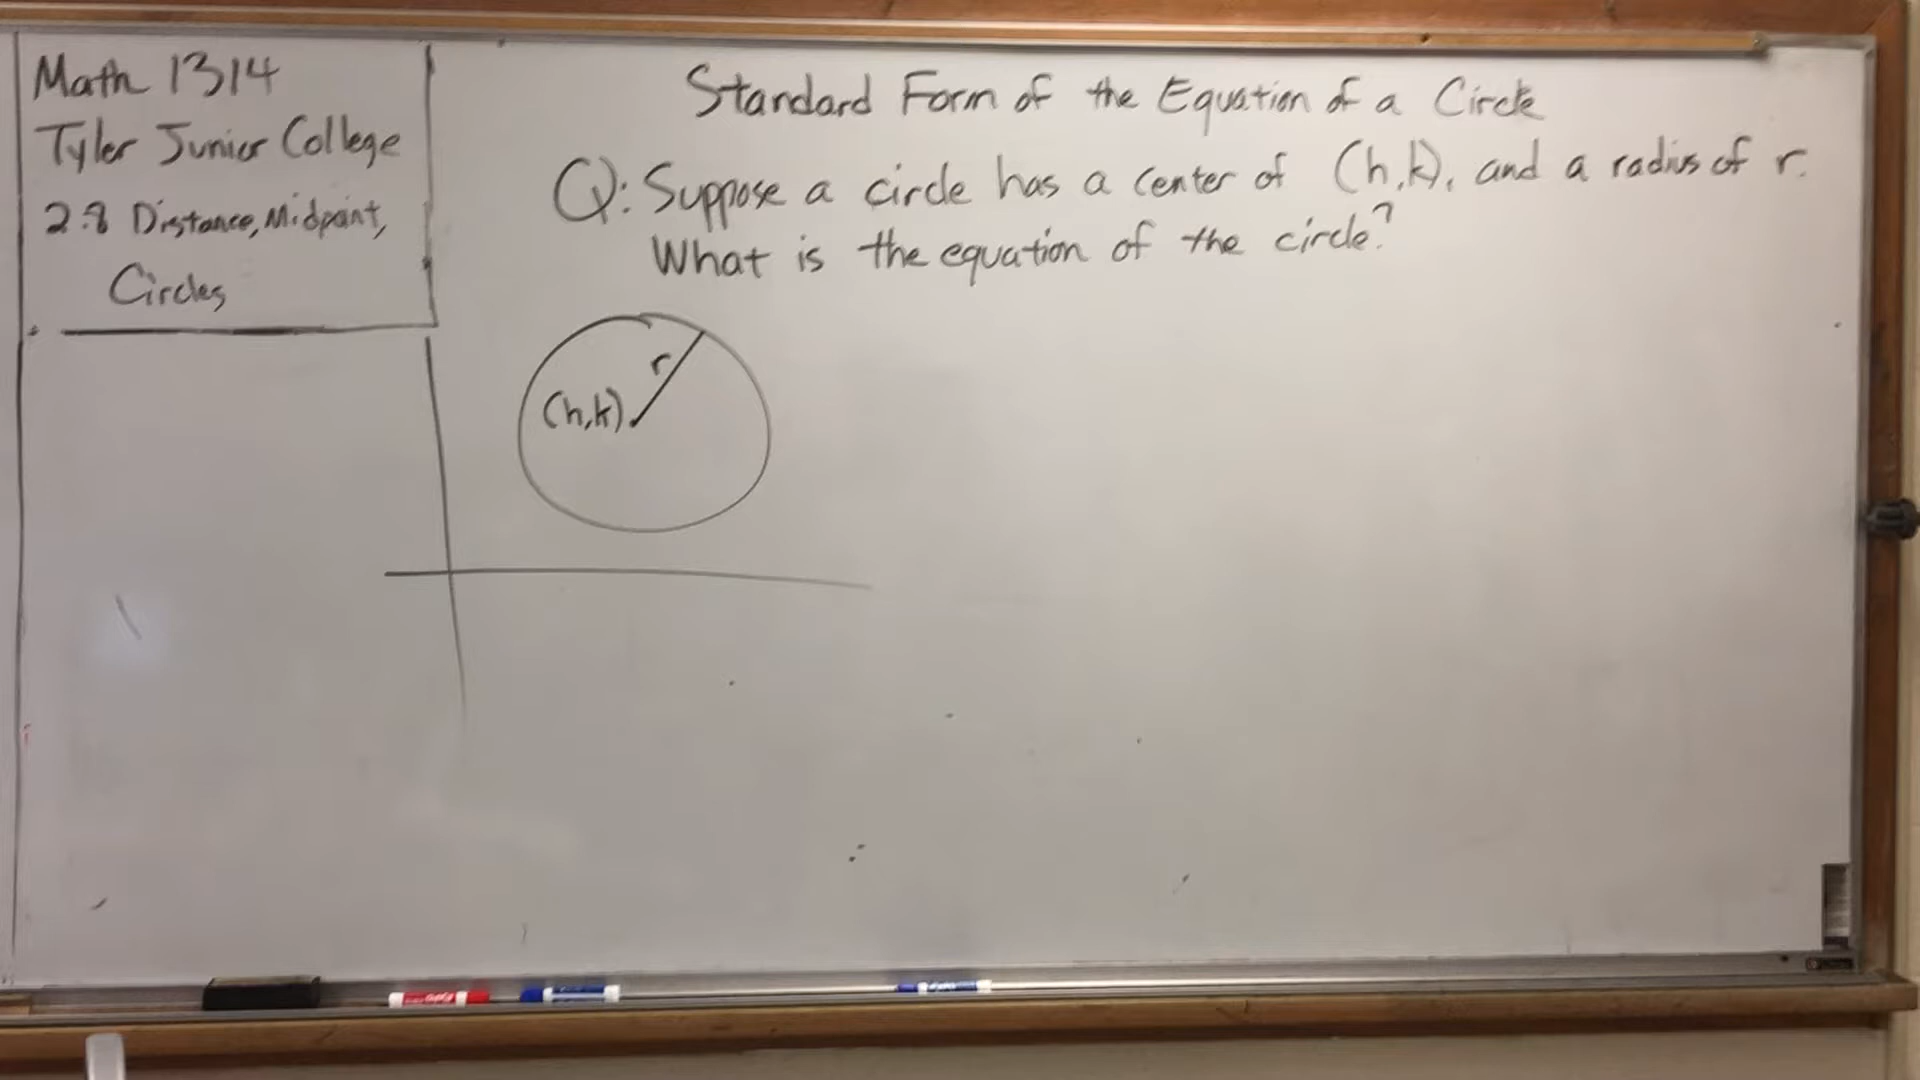 Math 1314
Tyler Junior College
2.8 Distance, Midpoint,
Circles
Standard Form of the Equation of a Circle
Q: Suppose a circle has a center of (h,k), and a radius of r.
What is the equation of the circle?
r
(h,k)